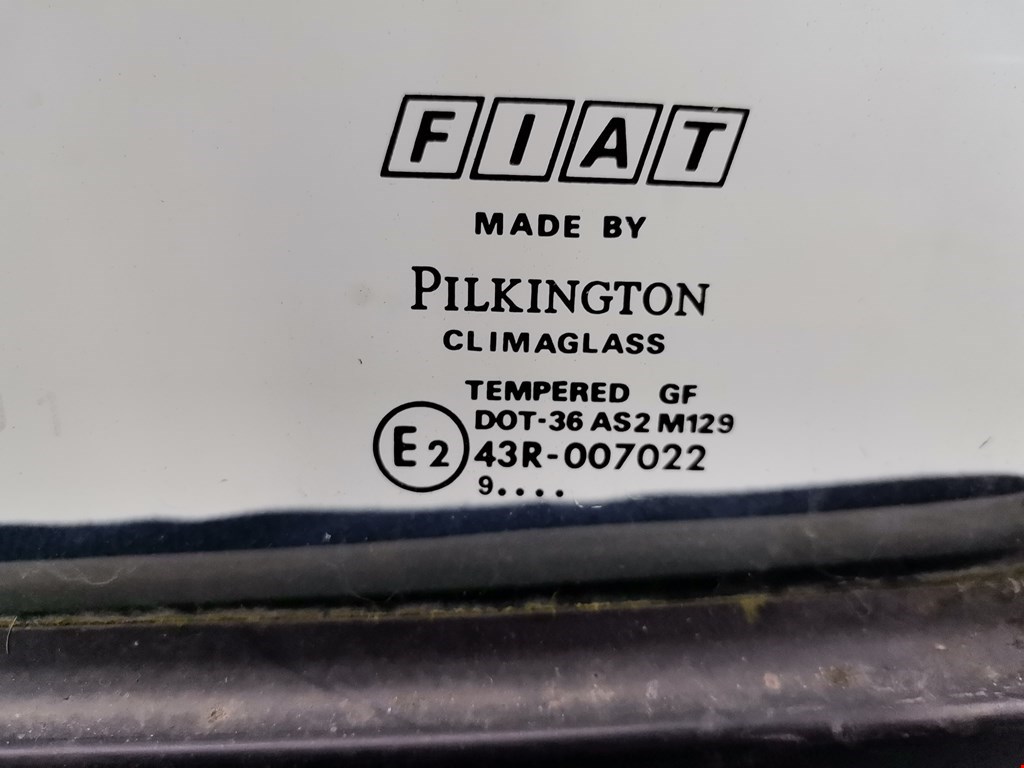 FIAT
MADE BY
PILKINGTON
CLIMAGLASS
TEMPERED GF
DOT-36 AS2 M129
E2 43R-007022
9....